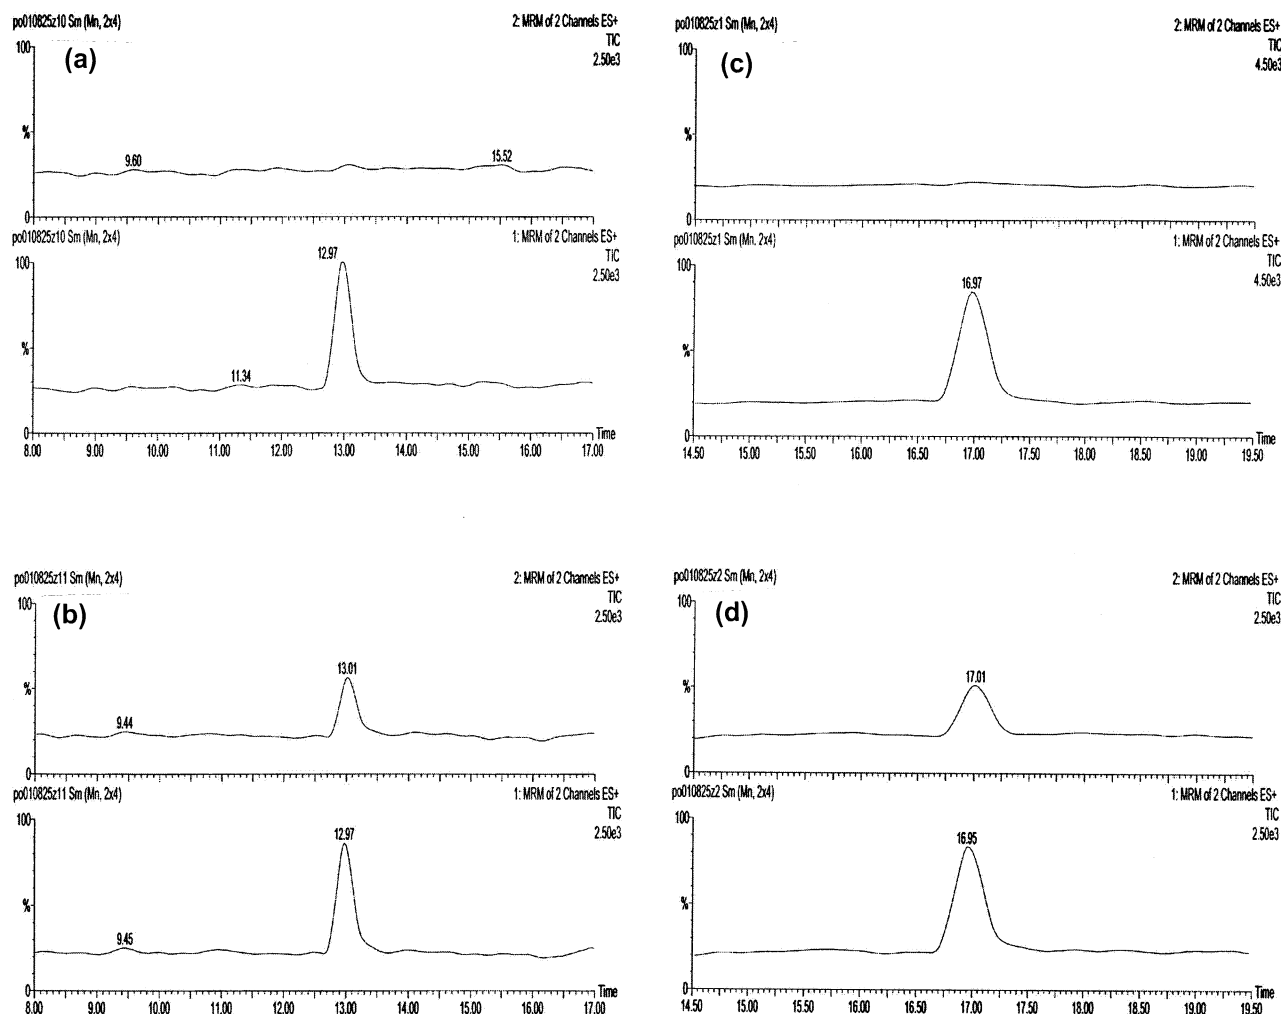 po010825z10 Sm (Mn, 2x4) 2: MRM of 2 Channels ES+
TIC
2.50e3
(a)
100
%
0
9.60 15.52
po010825z10 Sm (Mn, 2x4) 1: MRM of 2 Channels ES+
TIC
2.50e3
100
%
0
12.97
11.34
8.00 9.00 10.00 11.00 12.00 13.00 14.00 15.00 16.00 17.00 Time
po010825z1 Sm (Mn, 2x4) 2: MRM of 2 Channels ES+
TIC
4.50e3
(c)
100
%
0
po010825z1 Sm (Mn, 2x4) 1: MRM of 2 Channels ES+
TIC
4.50e3
100
%
0
16.97
14.50 15.00 15.50 16.00 16.50 17.00 17.50 18.00 18.50 19.00 19.50 Time
po010825z11 Sm (Mn, 2x4) 2: MRM of 2 Channels ES+
TIC
2.50e3
(b)
100
%
0
13.01
9.44
po010825z11 Sm (Mn, 2x4) 1: MRM of 2 Channels ES+
TIC
2.50e3
100
%
0
12.97
9.45
8.00 9.00 10.00 11.00 12.00 13.00 14.00 15.00 16.00 17.00 Time
po010825z2 Sm (Mn, 2x4) 2: MRM of 2 Channels ES+
TIC
2.50e3
(d)
100
%
0
17.01
po010825z2 Sm (Mn, 2x4) 1: MRM of 2 Channels ES+
TIC
2.50e3
100
%
0
16.95
14.50 15.00 15.50 16.00 16.50 17.00 17.50 18.00 18.50 19.00 19.50 Time